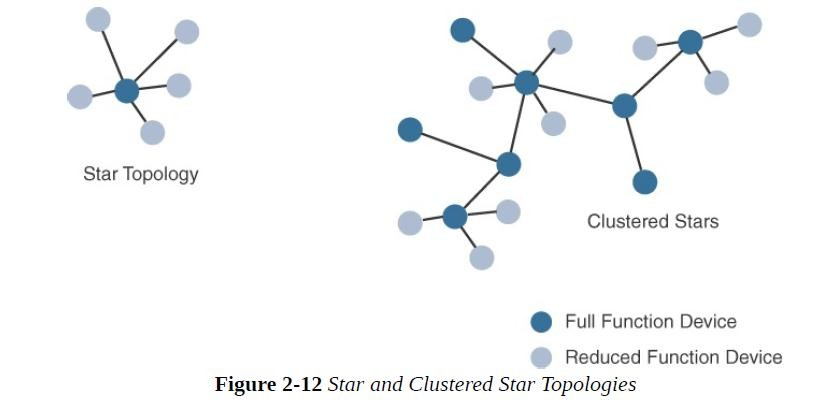 Star Topology
Clustered Stars
Full Function Device
Reduced Function Device
Figure 2-12 Star and Clustered Star Topologies